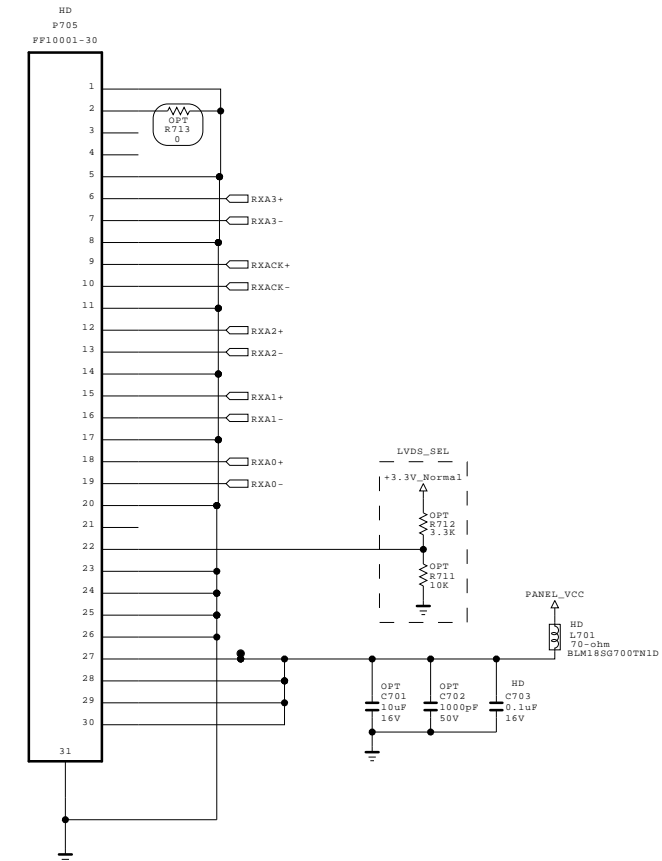 HD
P705
FF10001-30
1
2
OPT
R713
0
3
4
5
6
RXA3+
7
RXA3-
8
9
RXACK+
10
RXACK-
11
12
RXA2+
13
RXA2-
14
15
RXA1+
16
RXA1-
17
18
RXA0+
19
RXA0-
20
21
22
23
24
25
26
27
28
29
30
31
LVDS_SEL
+3.3V_Normal
OPT
R712
3.3K
OPT
R711
10K
PANEL_VCC
HD
L701
70-ohm
BLM18SG700TN1D
OPT
C701
10uF
16V
OPT
C702
1000pF
50V
HD
C703
0.1uF
16V